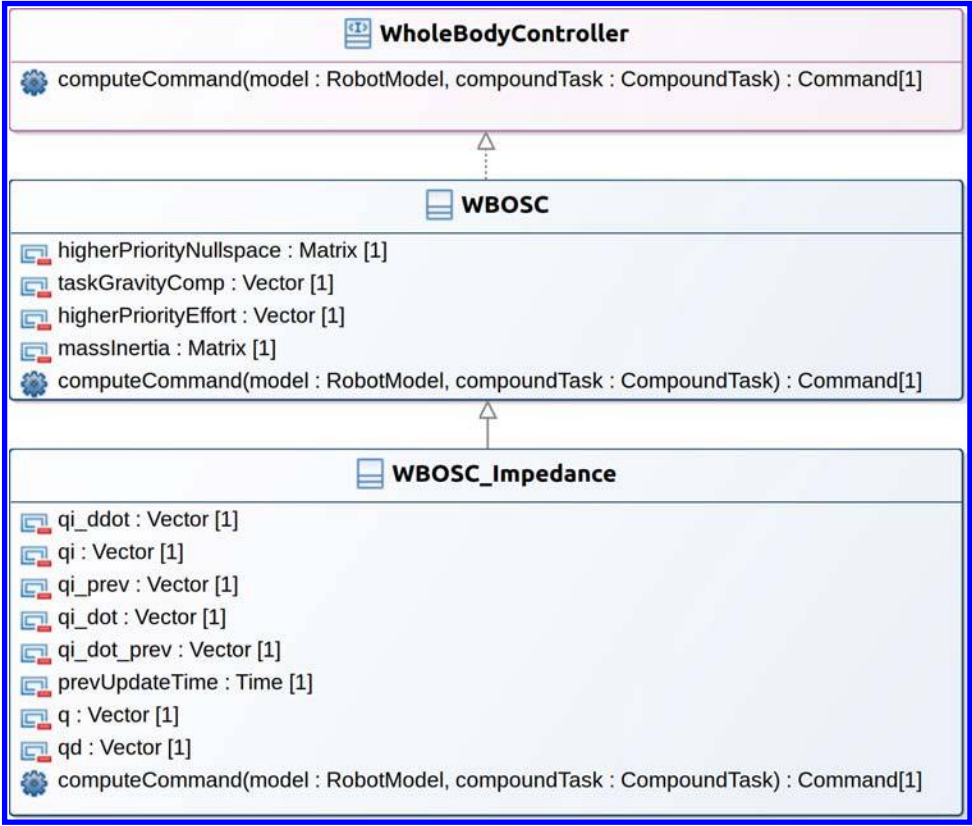 WholeBodyController
computeCommand(model : RobotModel, compoundTask : CompoundTask) : Command[1]
WBOSC
higherPriorityNullspace : Matrix [1]
taskGravityComp : Vector [1]
higherPriorityEffort : Vector [1]
massInertia : Matrix [1]
computeCommand(model : RobotModel, compoundTask : CompoundTask) : Command[1]
WBOSC_Impedance
qi_ddot : Vector [1]
qi : Vector [1]
qi_prev : Vector [1]
qi_dot : Vector [1]
qi_dot_prev : Vector [1]
prevUpdateTime : Time [1]
q : Vector [1]
qd : Vector [1]
computeCommand(model : RobotModel, compoundTask : CompoundTask) : Command[1]